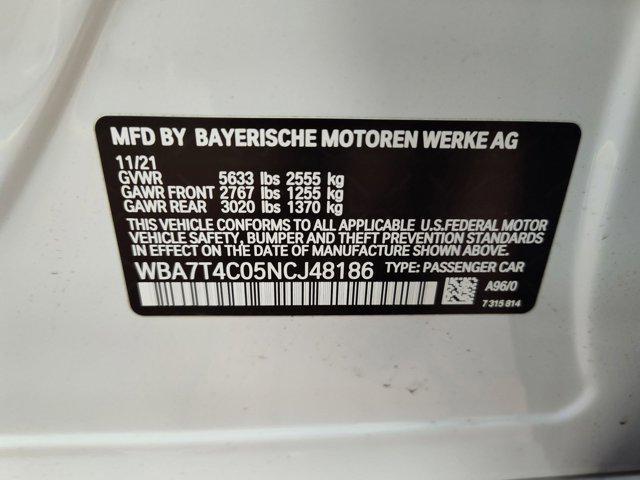 MFD BY BAYERISCHE MOTOREN WERKE AG
11/21
GVWR 5633 lbs 2555 kg
GAWR FRONT 2767 lbs 1255 kg
GAWR REAR 3020 lbs 1370 kg
THIS VEHICLE CONFORMS TO ALL APPLICABLE U.S.FEDERAL MOTOR
VEHICLE SAFETY, BUMPER AND THEFT PREVENTION STANDARDS
IN EFFECT ON THE DATE OF MANUFACTURE SHOWN ABOVE.
WBA7T4C05NCJ48186 TYPE: PASSENGER CAR
A96/0
7 315 814